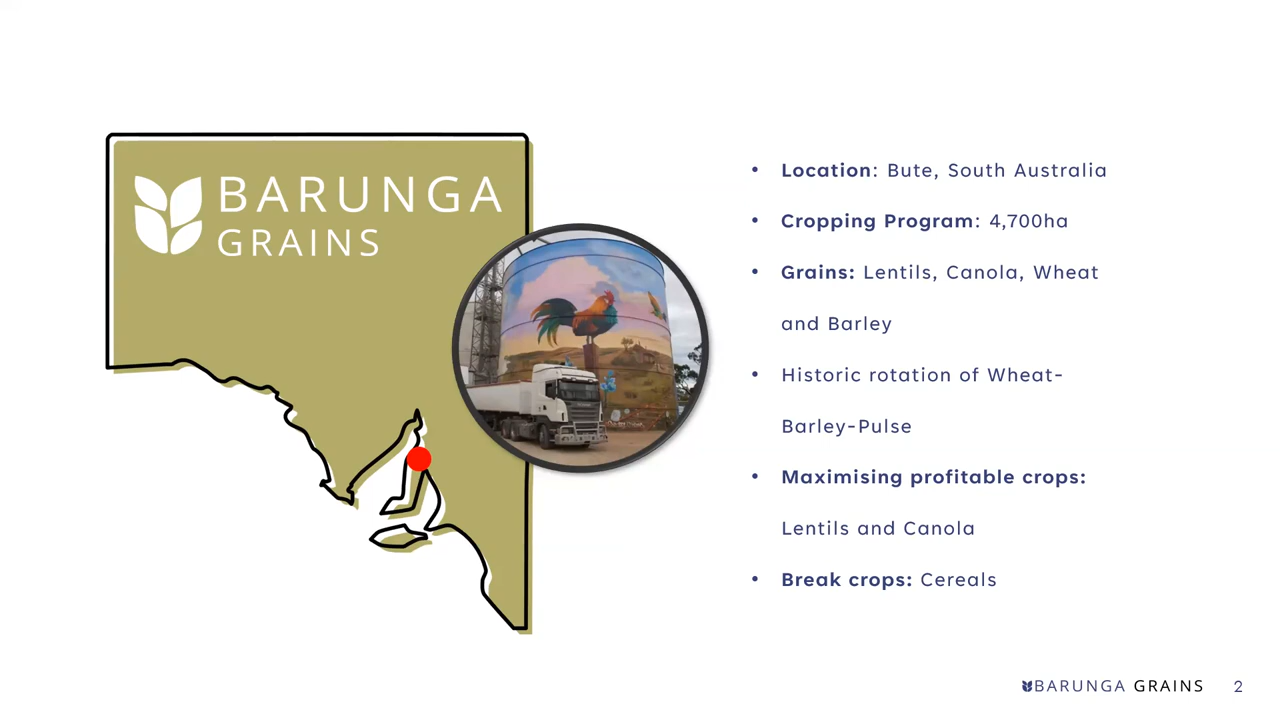 BARUNGA
GRAINS
• Location: Bute, South Australia
• Cropping Program: 4,700ha
• Grains: Lentils, Canola, Wheat
and Barley
• Historic rotation of Wheat-
Barley-Pulse
• Maximising profitable crops:
Lentils and Canola
• Break crops: Cereals
BARUNGA GRAINS 2